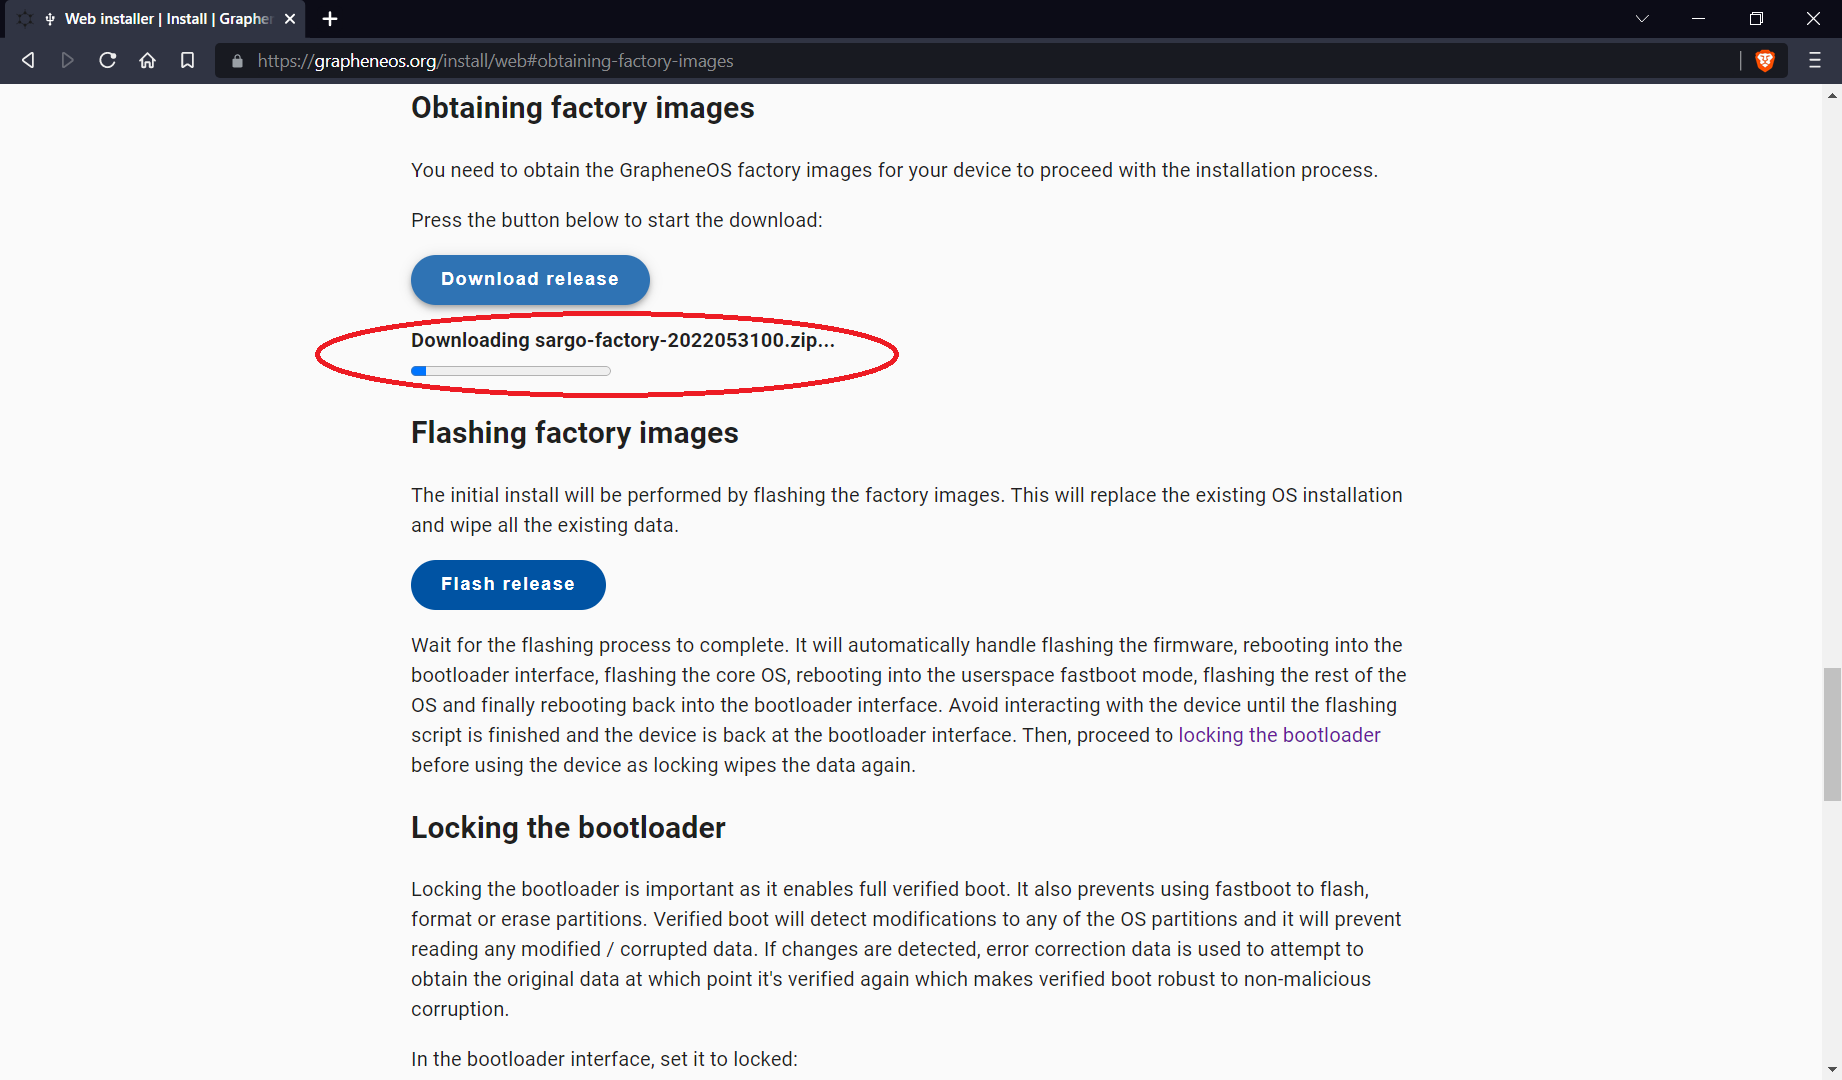 Web installer | Install | Graphe
https://grapheneos.org/install/web#obtaining-factory-images
Obtaining factory images
You need to obtain the GrapheneOS factory images for your device to proceed with the installation process.
Press the button below to start the download:
Download release
Downloading sargo-factory-2022053100.zip...
Flashing factory images
The initial install will be performed by flashing the factory images. This will replace the existing OS installation
and wipe all the existing data.
Flash release
Wait for the flashing process to complete. It will automatically handle flashing the firmware, rebooting into the
bootloader interface, flashing the core OS, rebooting into the userspace fastboot mode, flashing the rest of the
OS and finally rebooting back into the bootloader interface. Avoid interacting with the device until the flashing
script is finished and the device is back at the bootloader interface. Then, proceed to locking the bootloader
before using the device as locking wipes the data again.
Locking the bootloader
Locking the bootloader is important as it enables full verified boot. It also prevents using fastboot to flash,
format or erase partitions. Verified boot will detect modifications to any of the OS partitions and it will prevent
reading any modified / corrupted data. If changes are detected, error correction data is used to attempt to
obtain the original data at which point it's verified again which makes verified boot robust to non-malicious
corruption.
In the bootloader interface, set it to locked: